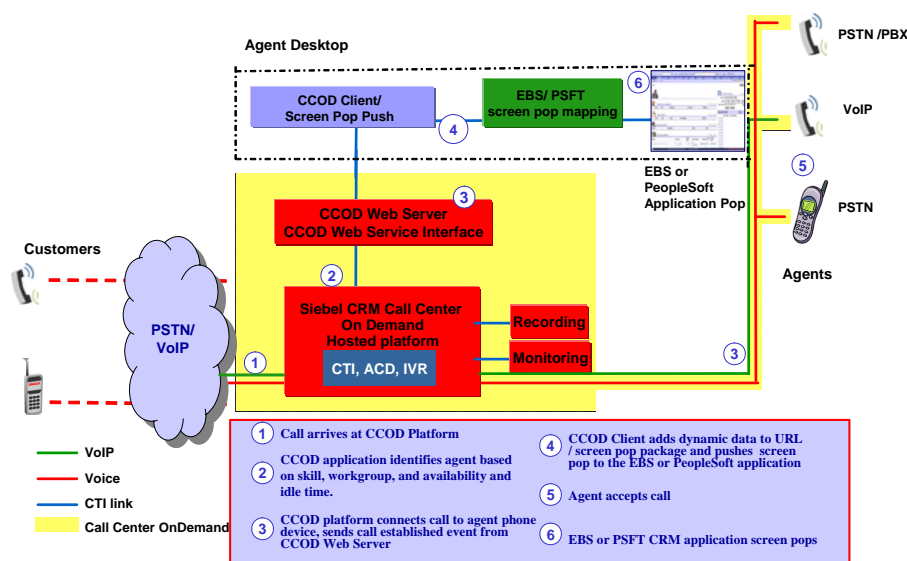 Agent Desktop
PSTN /PBX
6
CCOD Client/
Screen Pop Push
4
EBS/ PSFT
screen pop mapping
VoIP
EBS or
PeopleSoft
Application Pop
5
PSTN
Agents
3
CCOD Web Server
CCOD Web Service Interface
Customers
2
Siebel CRM Call Center
On Demand
Hosted platform
CTI, ACD, IVR
Recording
Monitoring
PSTN/
VoIP
1
3
VoIP
Voice
CTI link
Call Center OnDemand
1 Call arrives at CCOD Platform
2 CCOD application identifies agent based
on skill, workgroup, and availability and
idle time.
3 CCOD platform connects call to agent phone
device, sends call established event from
CCOD Web Server
4 CCOD Client adds dynamic data to URL
/ screen pop package and pushes screen
pop to the EBS or PeopleSoft application
5 Agent accepts call
6 EBS or PSFT CRM application screen pops